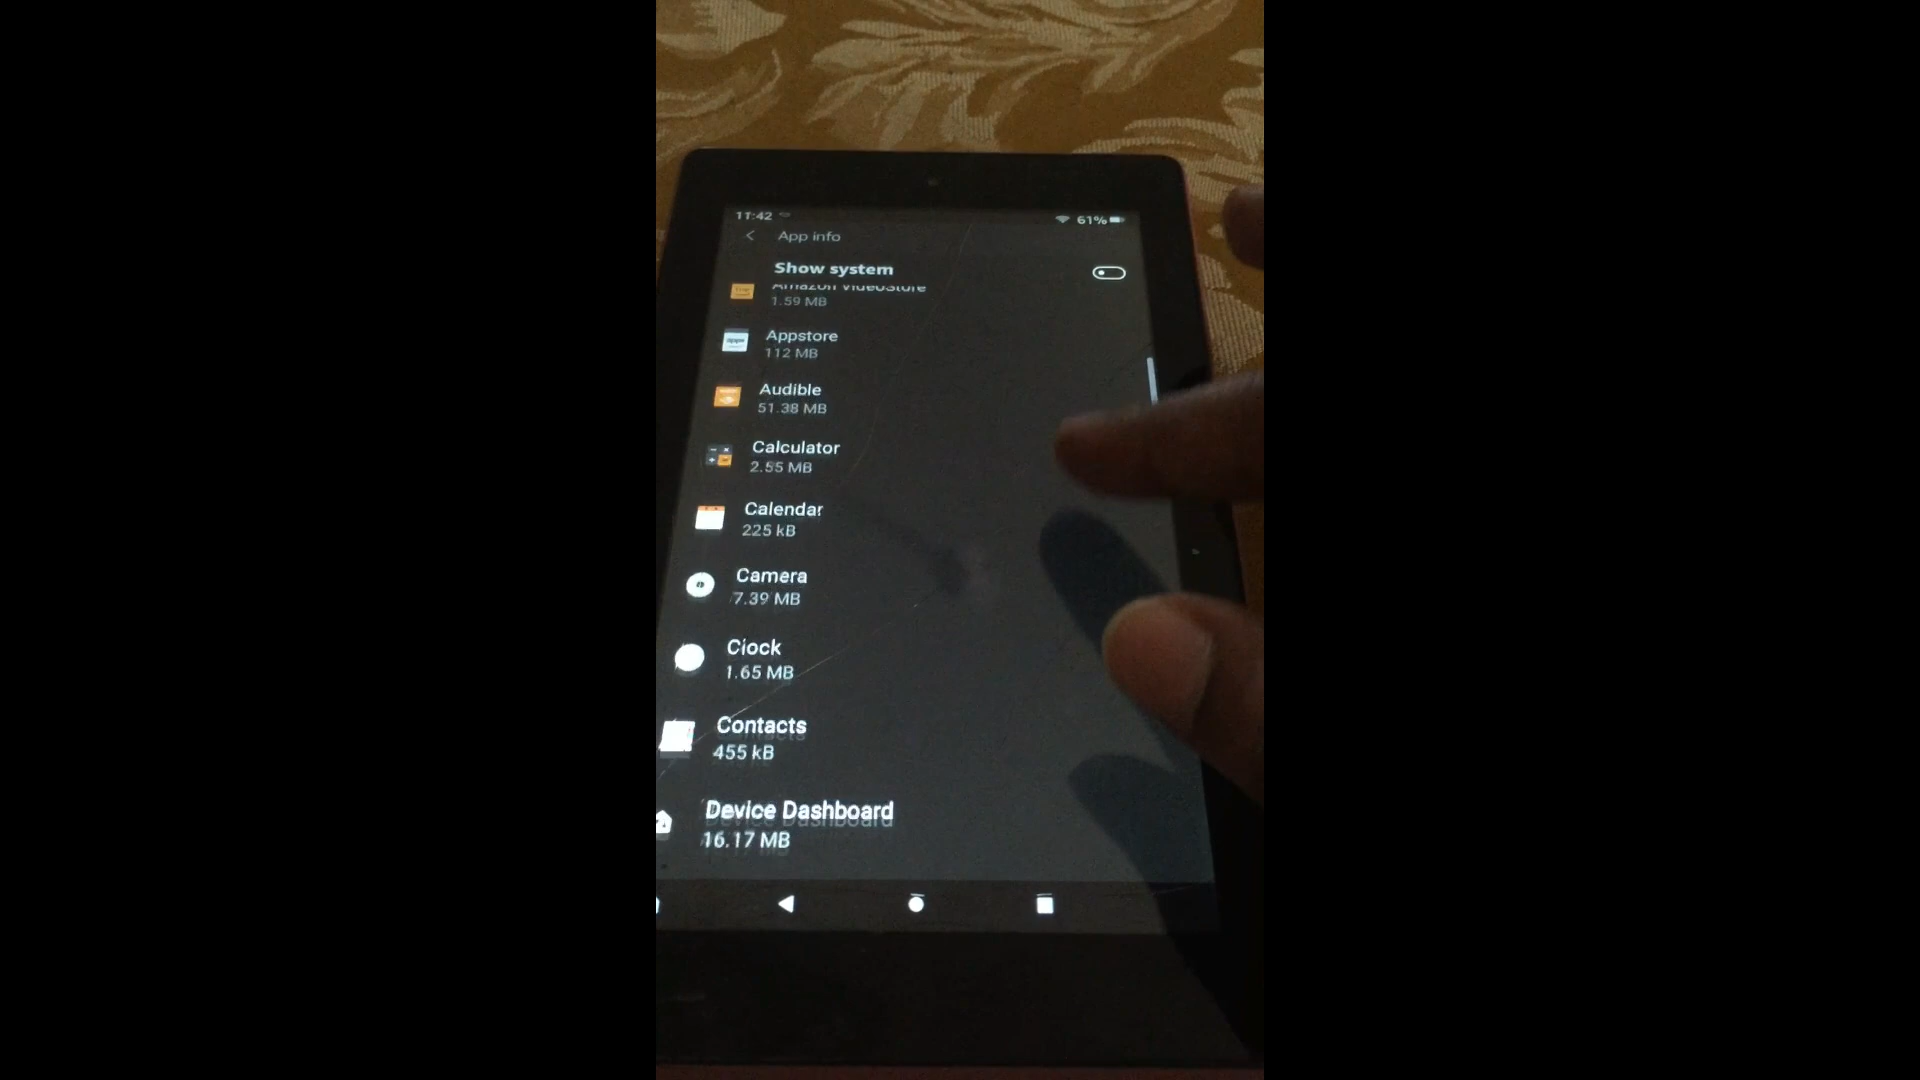 11:42
61%
App info
Show system
Amazon VideoStore
1.59 MB
Appstore
112 MB
Audible
51.38 MB
Calculator
2.55 MB
Calendar
225 kB
Camera
7.39 MB
Clock
1.65 MB
Contacts
455 kB
Device Dashboard
16.17 MB